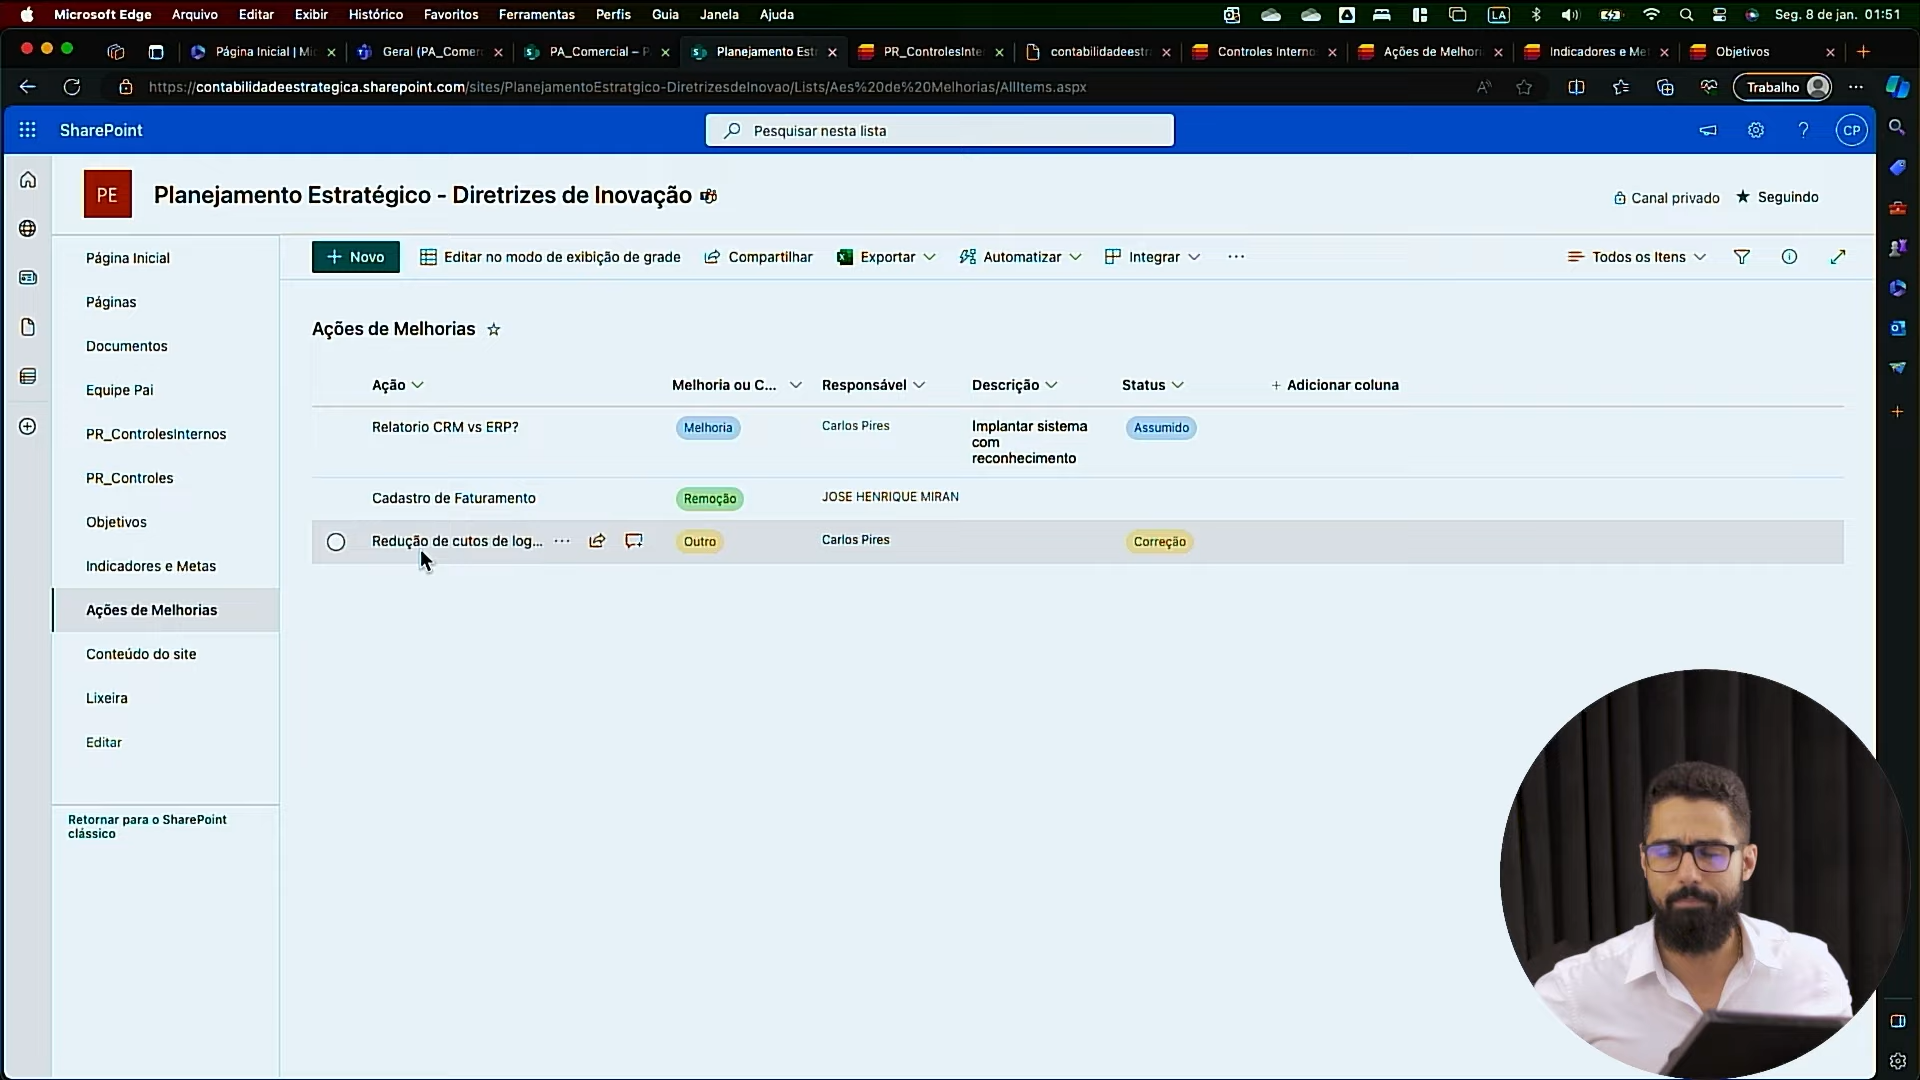 Microsoft Edge Arquivo Editar Exibir Histórico Favoritos Ferramentas Perfis Guia Janela Ajuda LA Seg. 8 de jan. 01:51
Página Inicial | Mi Geral (PA_Comer PA_Comercial – P Planejamento Est PR_ControlesInte contabilidadeestr Controles Interno Ações de Melhori Indicadores e Met Objetivos
https://contabilidadeestrategica.sharepoint.com/sites/PlanejamentoEstratgico-DiretrizesdeInovao/Lists/Aes%20de%20Melhorias/AllItems.aspx Trabalho
SharePoint Pesquisar nesta lista CP
PE Planejamento Estratégico - Diretrizes de Inovação Canal privado Seguindo
Novo Editar no modo de exibição de grade Compartilhar Exportar Automatizar Integrar Todos os Itens
Página Inicial
Páginas
Documentos
Equipe Pai
PR_ControlesInternos
PR_Controles
Objetivos
Indicadores e Metas
Ações de Melhorias
Conteúdo do site
Lixeira
Editar
Retornar para o SharePoint
clássico
Ações de Melhorias
Ação Melhoria ou C... Responsável Descrição Status + Adicionar coluna
Relatorio CRM vs ERP? Melhoria Carlos Pires Implantar sistema Assumido
com
reconhecimento
Cadastro de Faturamento Remoção JOSE HENRIQUE MIRAN
Redução de cutos de log... Outro Carlos Pires Correção